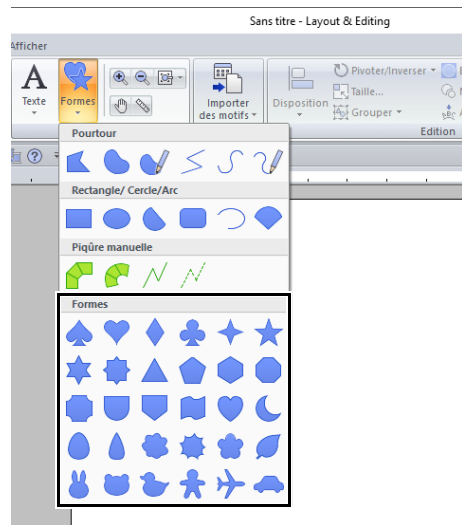 Sans titre - Layout & Editing
Afficher
Texte
Formes
Importer
des motifs
Disposition
Pivoter/Inverser
Taille...
Grouper
Edition
Pourtour
Rectangle/ Cercle/Arc
Piqûre manuelle
Formes